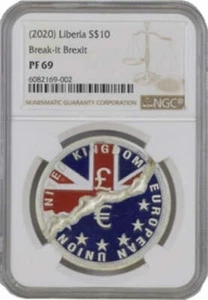 (2020) Liberia S$10
Break-it Brexit
PF 69
6082169-002
NUMISMATIC GUARANTY CORPORATION
NGC
UNITED KINGDOM
£
€
EUROPEAN UNION